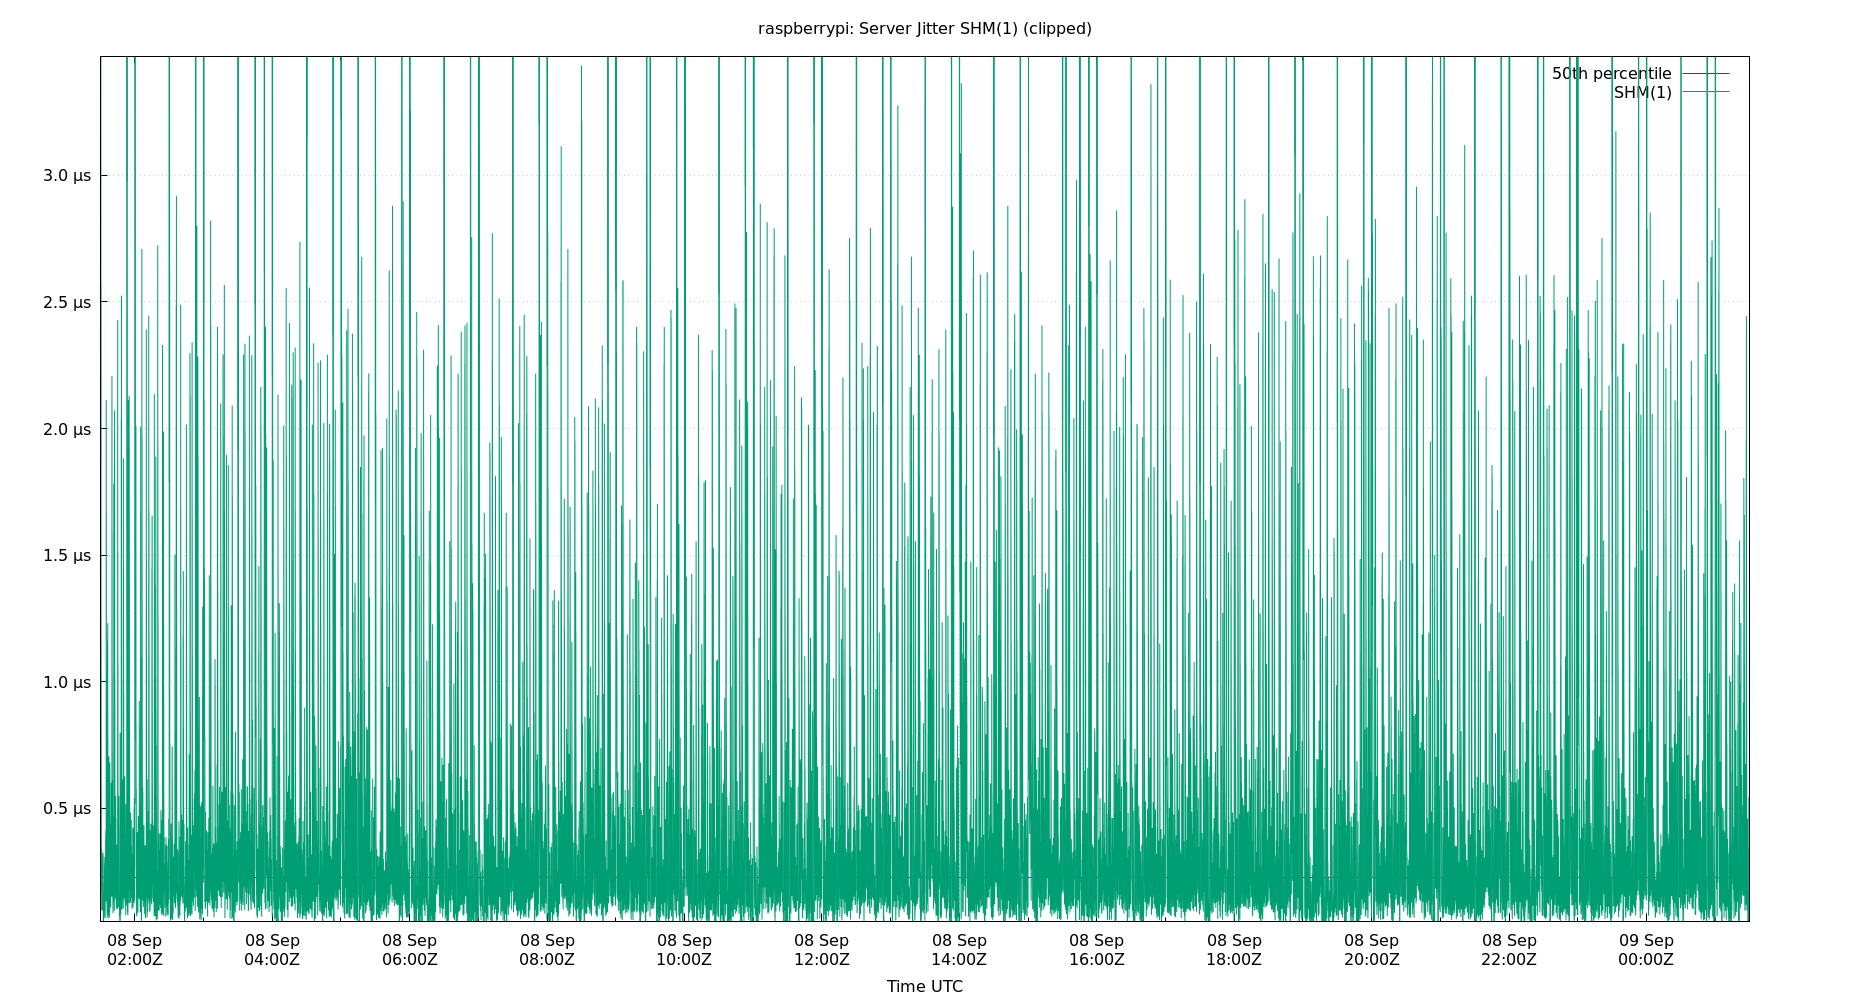 raspberrypi: Server Jitter SHM(1) (clipped)
50th percentile
SHM(1)
3.0 µs
2.5 µs
2.0 µs
1.5 µs
1.0 µs
0.5 µs
08 Sep 08 Sep 08 Sep 08 Sep 08 Sep 08 Sep 08 Sep 08 Sep 08 Sep 08 Sep 08 Sep 09 Sep
02:00Z 04:00Z 06:00Z 08:00Z 10:00Z 12:00Z 14:00Z 16:00Z 18:00Z 20:00Z 22:00Z 00:00Z
Time UTC